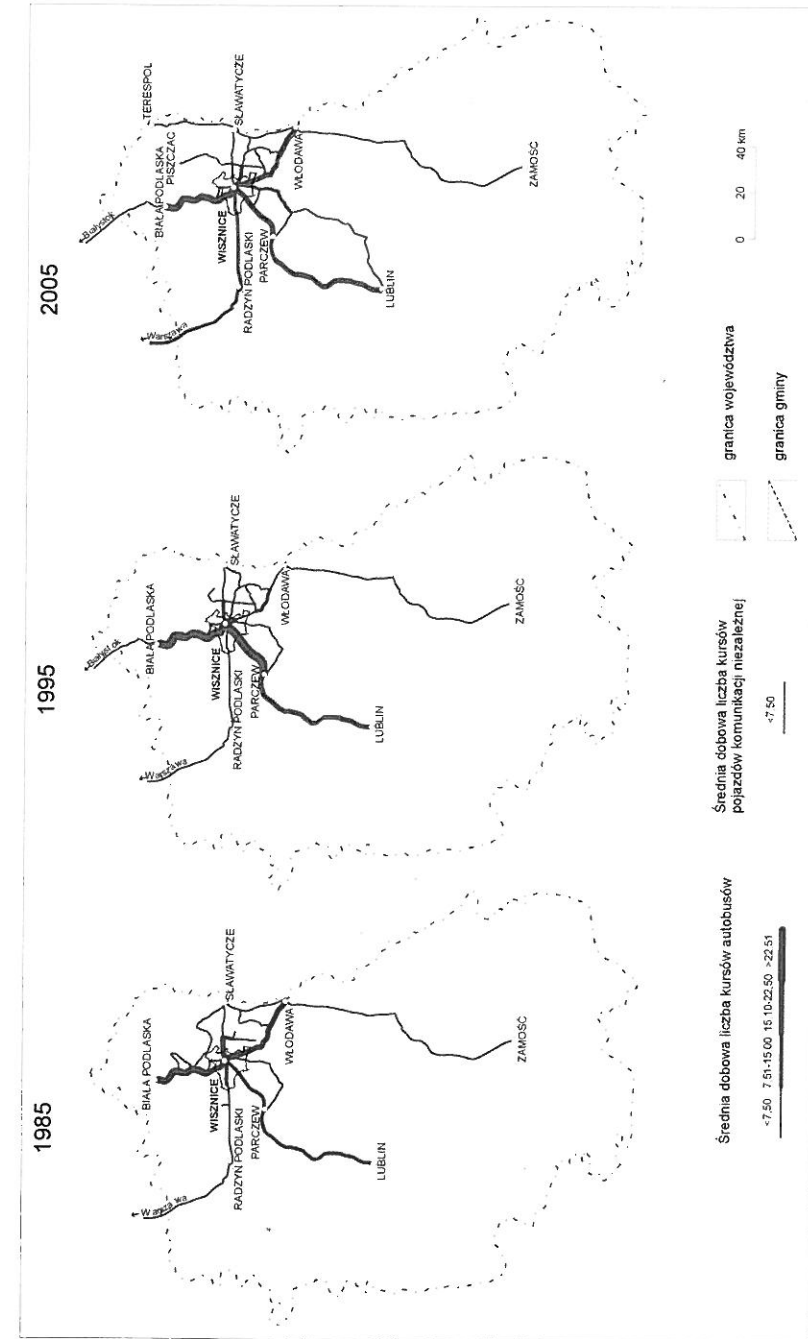 1985
Warszawa
BIAŁA PODLASKA
WISZNICE
SŁAWATYCZE
RADZYŃ PODLASKI
PARCZEW
WŁODAWA
LUBLIN
ZAMOŚĆ
1995
Białystok
Warszawa
BIAŁA PODLASKA
WISZNICE
SŁAWATYCZE
RADZYŃ PODLASKI
PARCZEW
WŁODAWA
LUBLIN
ZAMOŚĆ
2005
Białystok
Warszawa
TERESPOL
BIAŁA PODLASKA
PISZCZAC
WISZNICE
SŁAWATYCZE
RADZYŃ PODLASKI
PARCZEW
WŁODAWA
LUBLIN
ZAMOŚĆ
0 20 40 km
Średnia dobowa liczba kursów autobusów
<7,50 7 51-15 00 15 10-22.50 >22.51
Średnia dobowa liczba kursów
pojazdów komunikacji niezależnej
<7 50
granica województwa
granica gminy